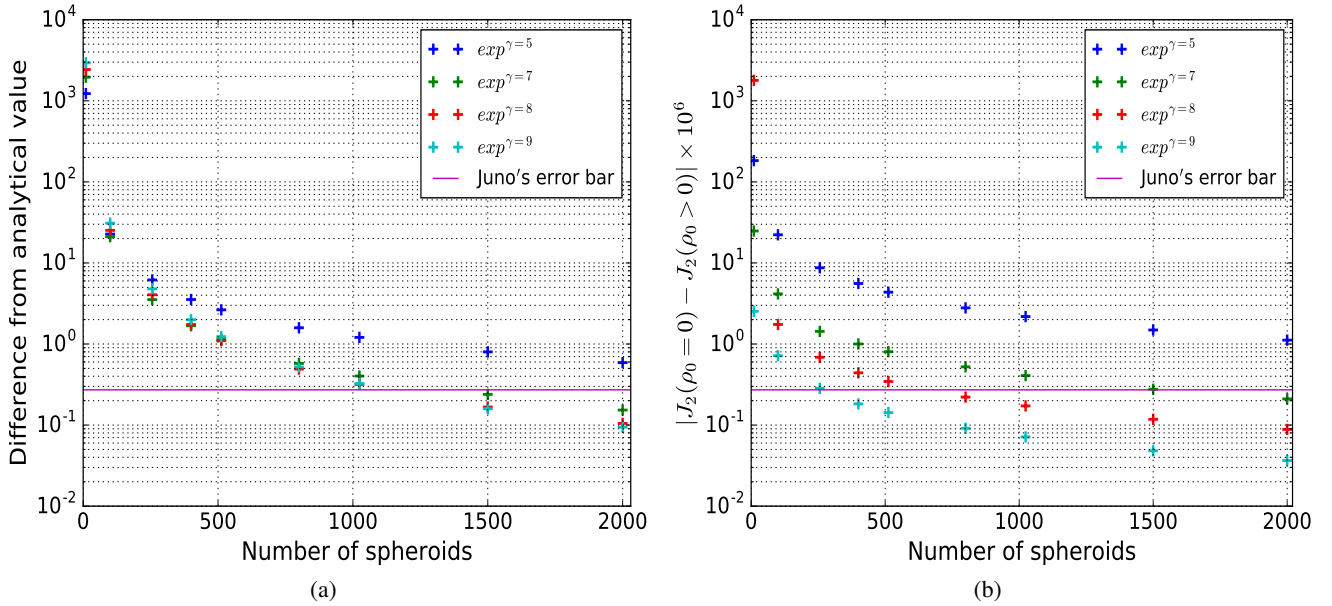 Difference from analytical value
10^4
10^3
10^2
10^1
10^0
10^-1
10^-2
0 500 1000 1500 2000
Number of spheroids
exp^γ=5
exp^γ=7
exp^γ=8
exp^γ=9
Juno's error bar
(a)
|J_2(ρ_0 = 0) − J_2(ρ_0 > 0)| × 10^6
10^4
10^3
10^2
10^1
10^0
10^-1
10^-2
0 500 1000 1500 2000
Number of spheroids
exp^γ=5
exp^γ=7
exp^γ=8
exp^γ=9
Juno's error bar
(b)